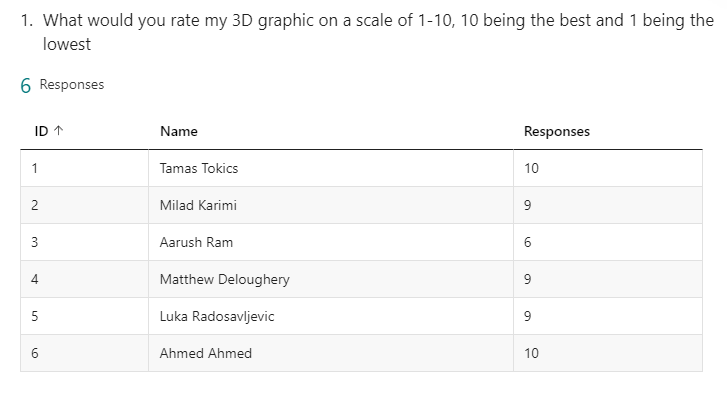 1. What would you rate my 3D graphic on a scale of 1-10, 10 being the best and 1 being the
lowest
6 Responses
ID ↑ Name Responses
1 Tamas Tokics 10
2 Milad Karimi 9
3 Aarush Ram 6
4 Matthew Deloughery 9
5 Luka Radosavljevic 9
6 Ahmed Ahmed 10